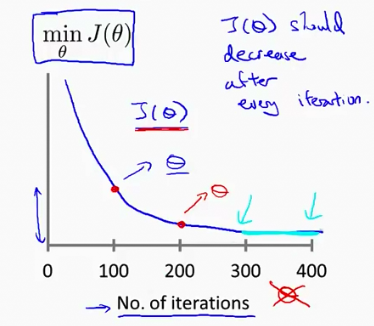 min J(θ)
θ
J(θ) should
decrease
after
every iteration.
J(θ)
θ
θ
0 100 200 300 400
No. of iterations
θ